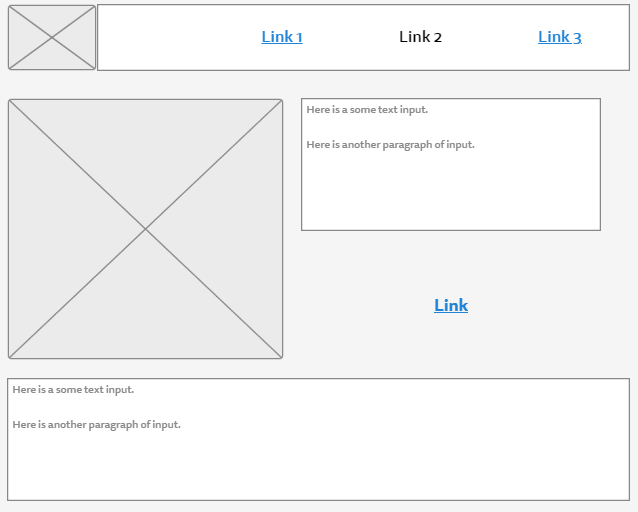 Link 1 Link 2 Link 3
Here is a some text input.
Here is another paragraph of input.
Link
Here is a some text input.
Here is another paragraph of input.